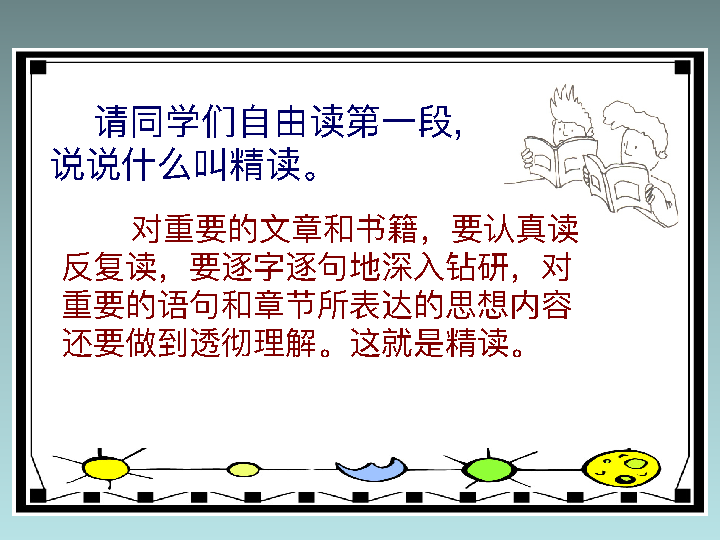 请同学们自由读第一段，
说说什么叫精读。
对重要的文章和书籍，要认真读
反复读，要逐字逐句地深入钻研，对
重要的语句和章节所表达的思想内容
还要做到透彻理解。这就是精读。